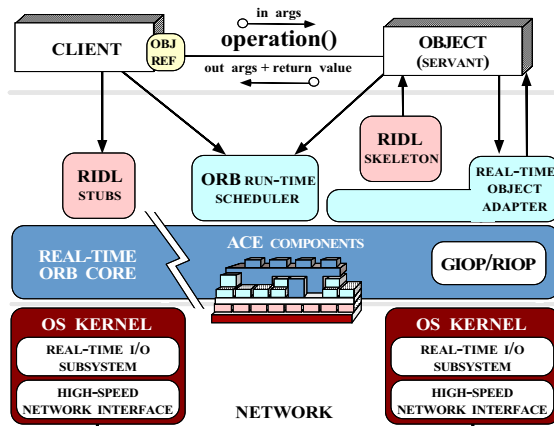 in args
CLIENT
OBJ
REF
operation()
OBJECT
(SERVANT)
out args + return value
RIDL
STUBS
ORB RUN-TIME
SCHEDULER
RIDL
SKELETON
REAL-TIME
OBJECT
ADAPTER
REAL-TIME
ORB CORE
ACE COMPONENTS
GIOP/RIOP
OS KERNEL
REAL-TIME I/O
SUBSYSTEM
HIGH-SPEED
NETWORK INTERFACE
NETWORK
OS KERNEL
REAL-TIME I/O
SUBSYSTEM
HIGH-SPEED
NETWORK INTERFACE